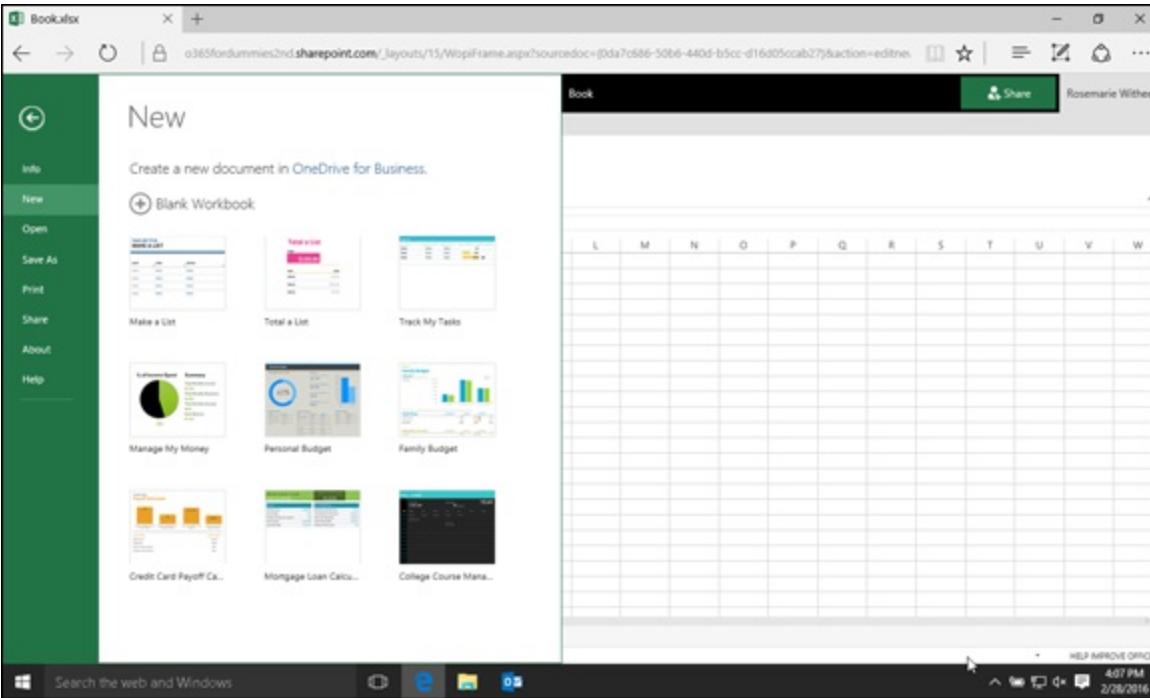 Book.xlsx
o365fordummies2nd.sharepoint.com/_layouts/15/WopiFrame.aspx?sourcedoc={0da7c686-50b6-440d-b5cc-d16d05ccab27}&action=editnew
Book
Share
Rosemarie Withee
New
Info
New
Open
Save As
Print
Share
About
Help
Create a new document in OneDrive for Business.
Blank Workbook
Make a List
Total a List
Track My Tasks
Manage My Money
Personal Budget
Family Budget
Credit Card Payoff Ca...
Mortgage Loan Calcu...
College Course Mana...
L M N O P Q R S T U V W
HELP IMPROVE OFFIC
Search the web and Windows
4:07 PM
2/28/2016